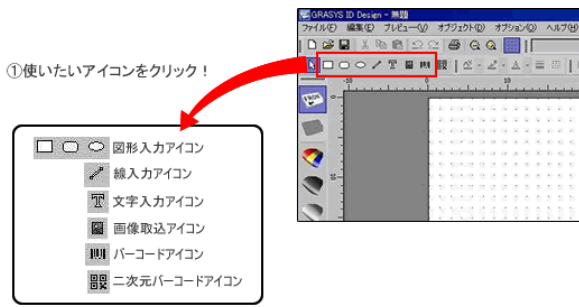 GRASYS ID Design - 無題
ファイル(F) 編集(E) プレビュー(V) オブジェクト(O) オプション(O) ヘルプ(H)
①使いたいアイコンをクリック！
-10 0 10
0
10
図形入力アイコン
線入力アイコン
文字入力アイコン
画像取込アイコン
バーコードアイコン
二次元バーコードアイコン